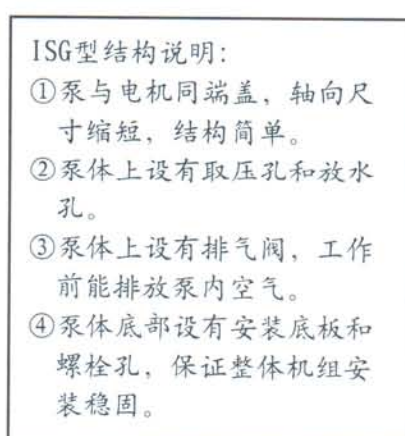 ISG型结构说明:
①泵与电机同端盖，轴向尺
寸缩短，结构简单。
②泵体上设有取压孔和放水
孔。
③泵体上设有排气阀，工作
前能排放泵内空气。
④泵体底部设有安装底板和
螺栓孔，保证整体机组安
装稳固。